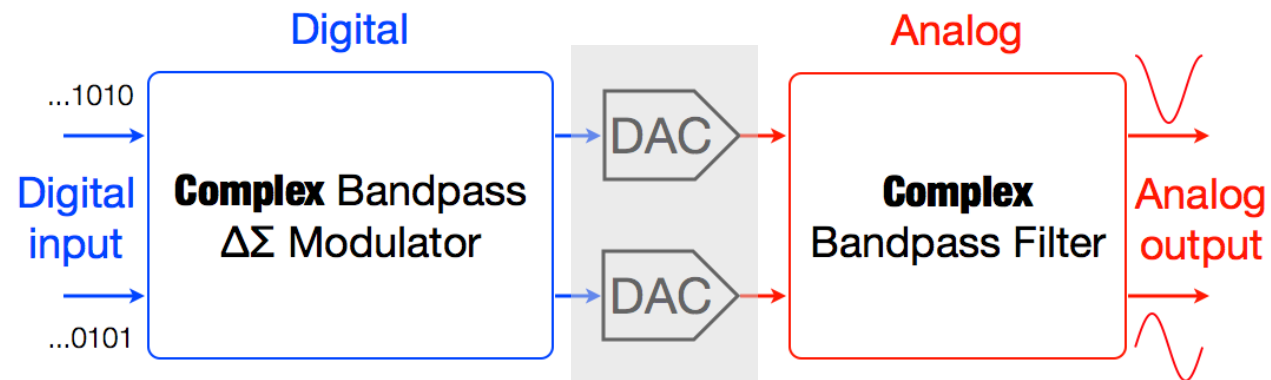 Digital
Analog
...1010
DAC
Digital
input
Complex Bandpass
ΔΣ Modulator
Complex
Bandpass Filter
Analog
output
DAC
...0101